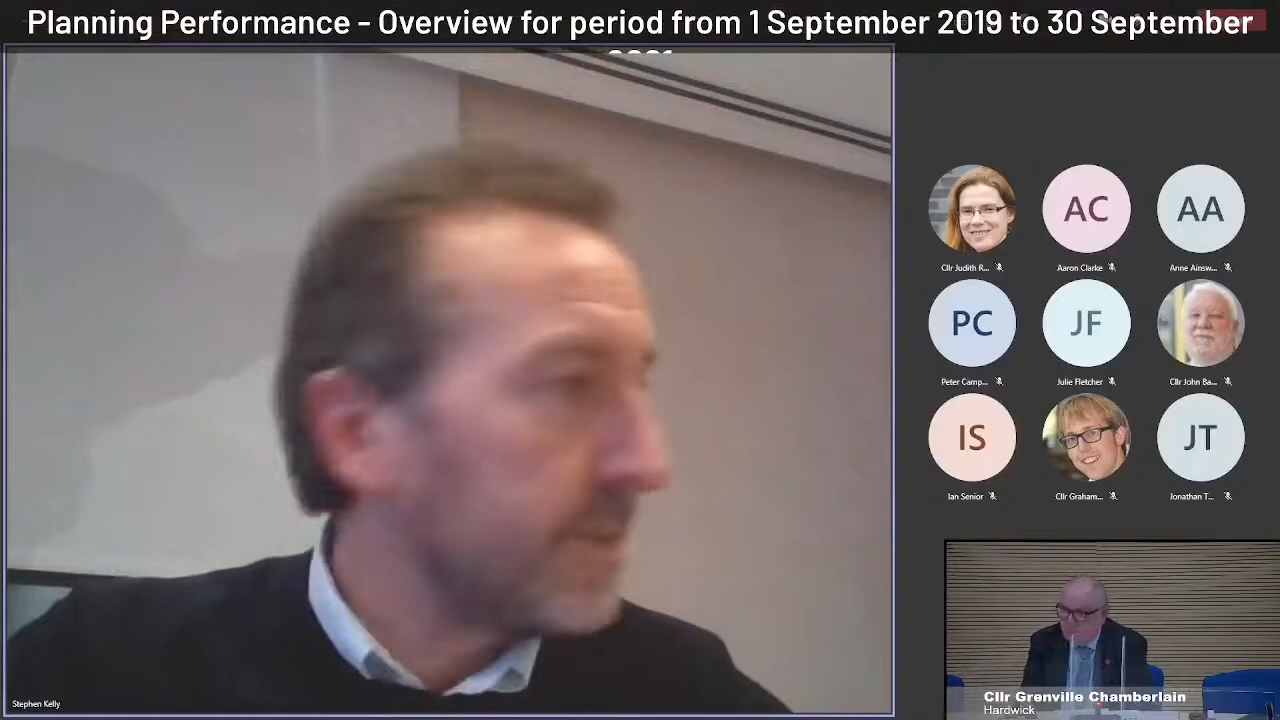 Planning Performance – Overview for period from 1 September 2019 to 30 September
2021
AC
AA
Cllr Judith R...
Aaron Clarke
Anne Ainsw...
PC
JF
Peter Camp...
Julie Fletcher
Cllr John Ba...
IS
JT
Ian Senior
Cllr Graham...
Jonathan T...
Stephen Kelly
Cllr Grenville Chamberlain
Hardwick